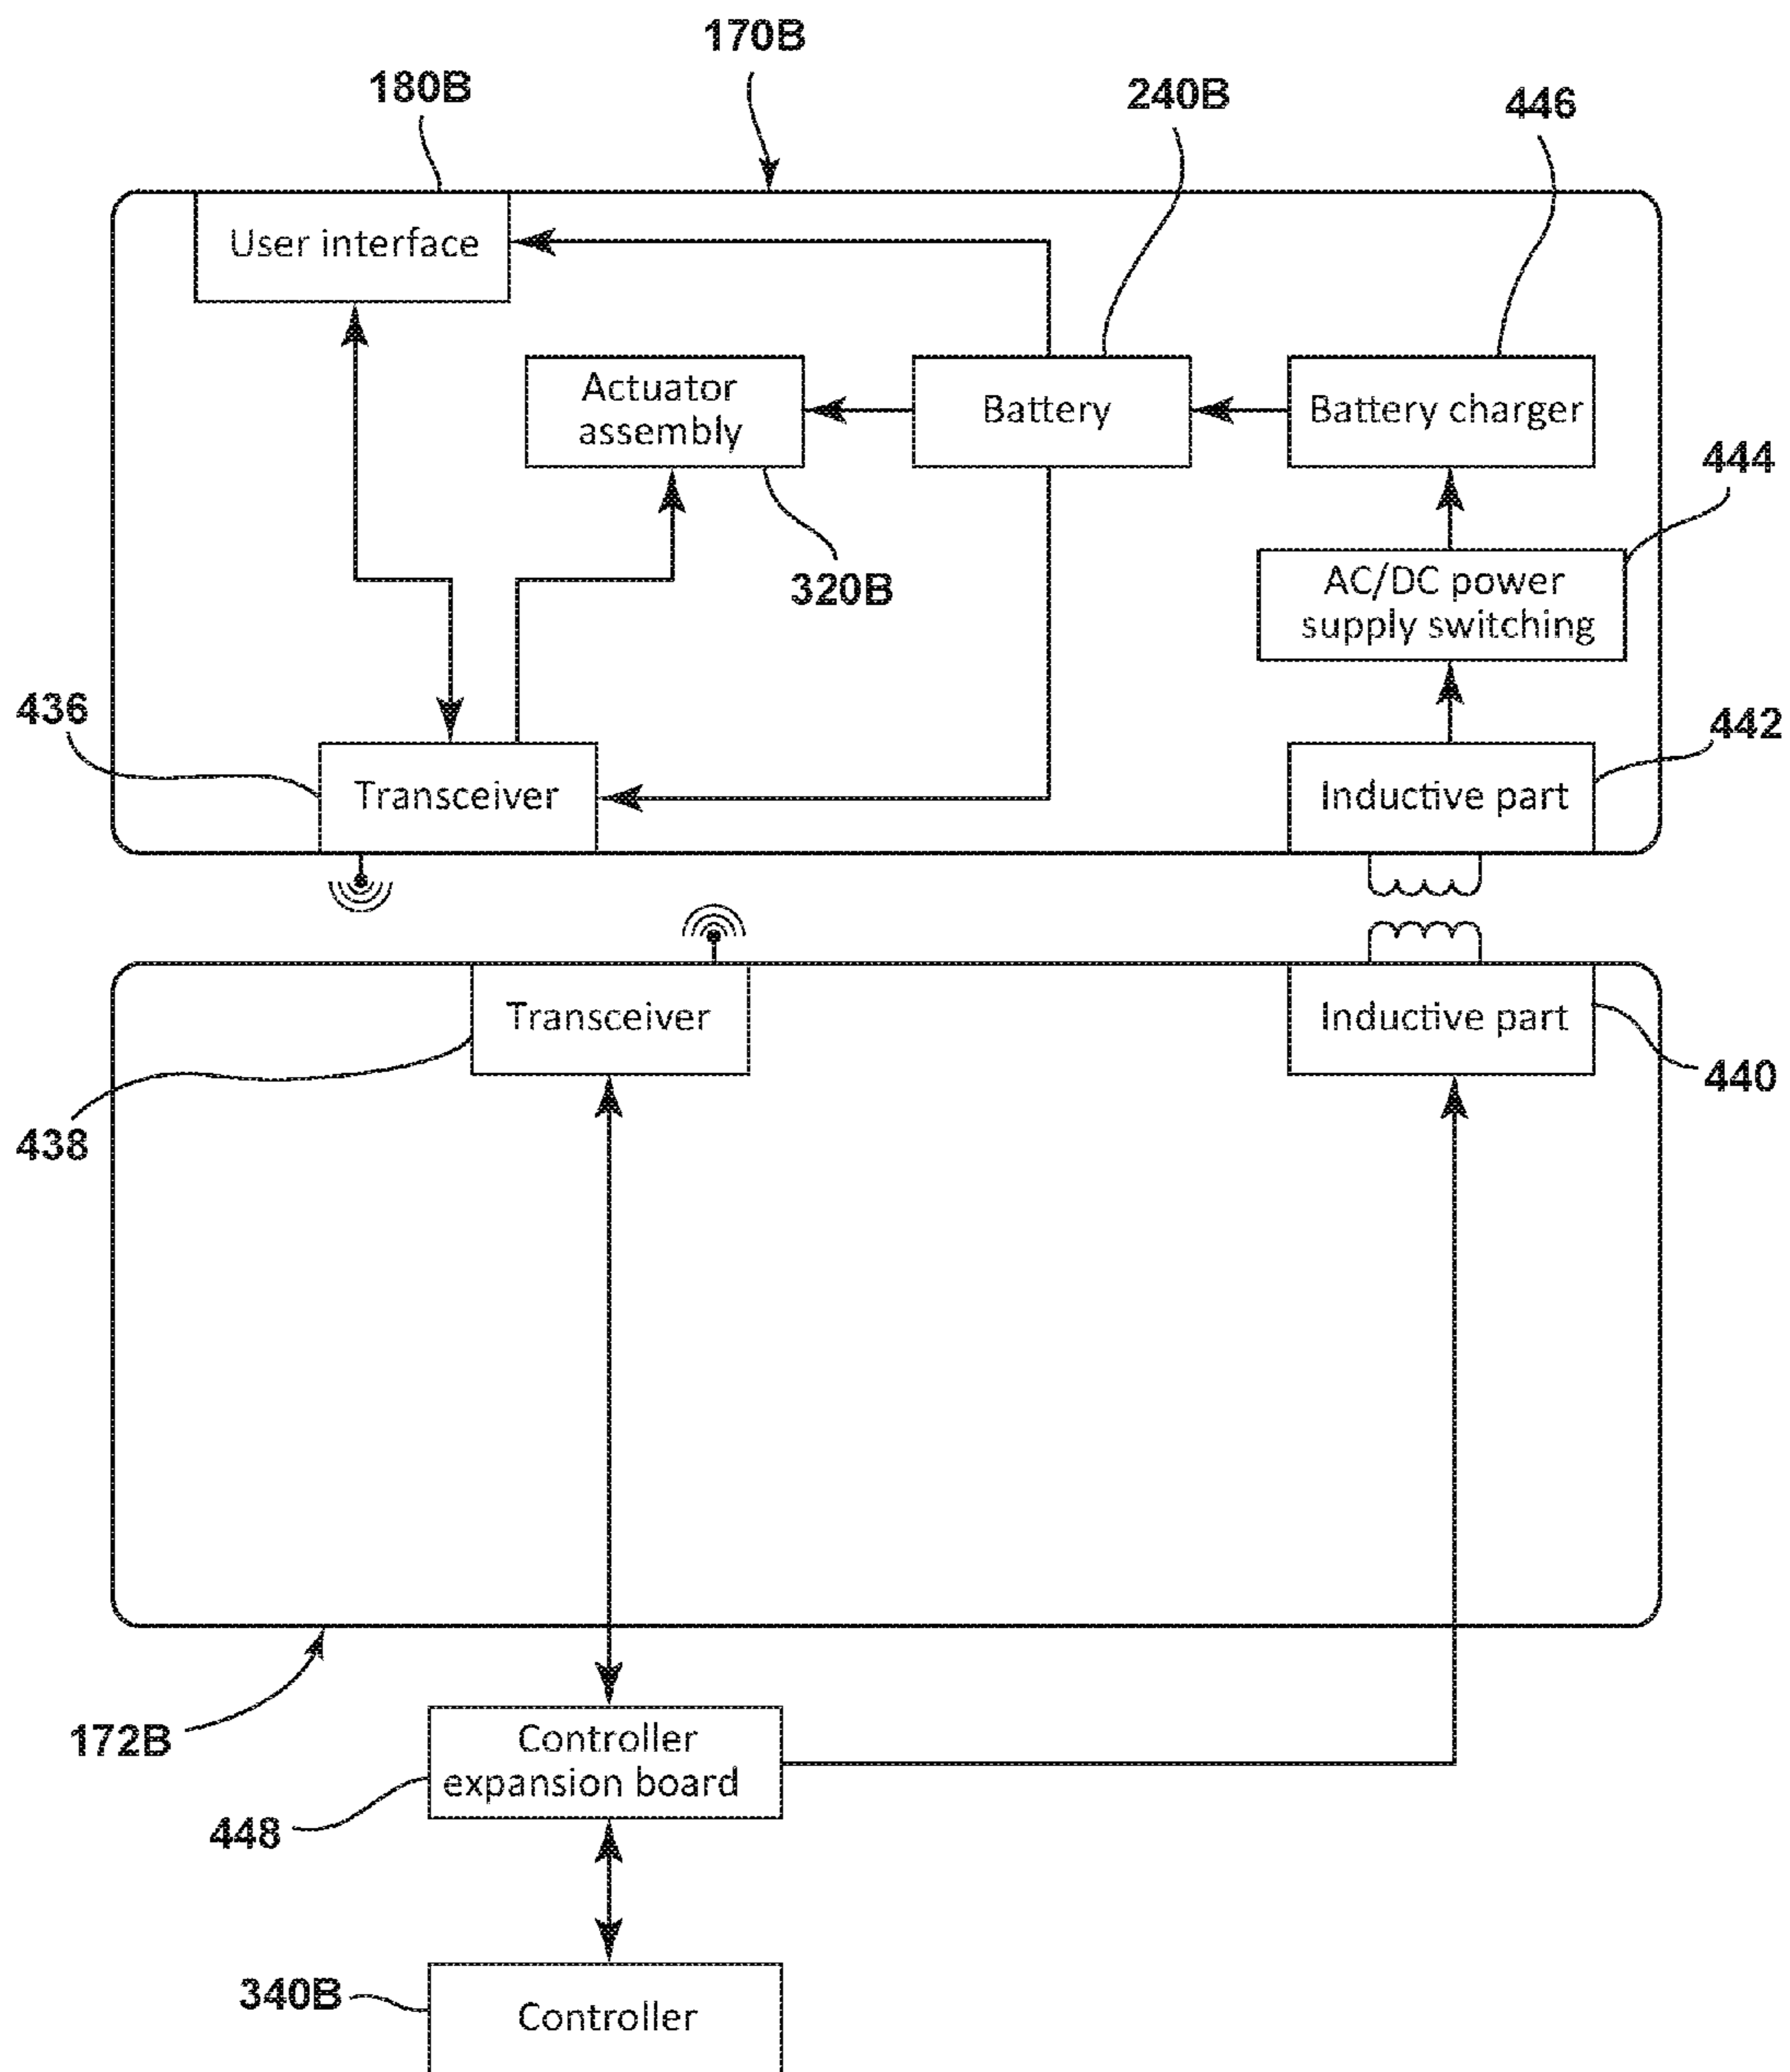 170B
180B
240B
446
User interface
Actuator
assembly
Battery
Battery charger
444
320B
AC/DC power
supply switching
436
442
Transceiver
Inductive part
Transceiver
Inductive part
440
438
172B
Controller
expansion board
448
340B
Controller